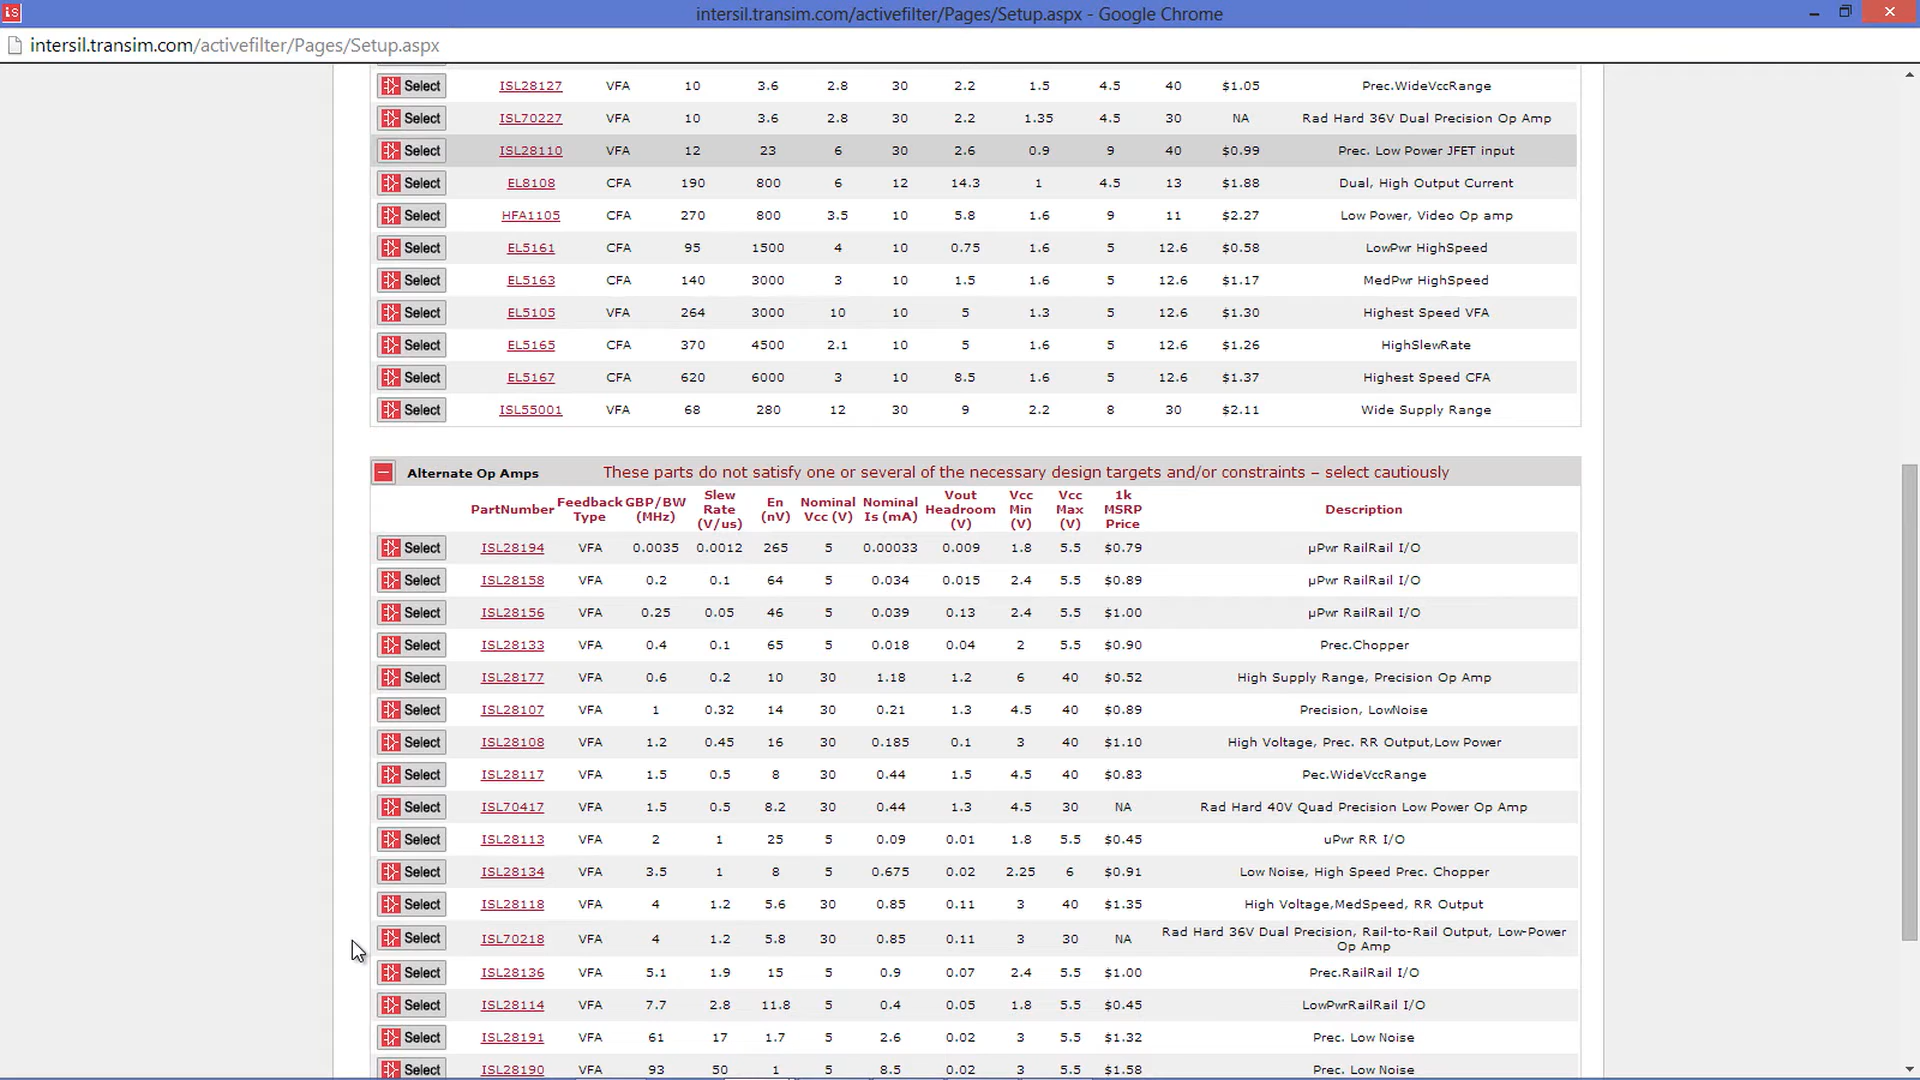 intersil.transim.com/activefilter/Pages/Setup.aspx - Google Chrome
intersil.transim.com/activefilter/Pages/Setup.aspx
Select ISL28127 VFA 10 3.6 2.8 30 2.2 1.5 4.5 40 $1.05 Prec.WideVccRange
Select ISL70227 VFA 10 3.6 2.8 30 2.2 1.35 4.5 30 NA Rad Hard 36V Dual Precision Op Amp
Select ISL28110 VFA 12 23 6 30 2.6 0.9 9 40 $0.99 Prec. Low Power JFET input
Select EL8108 CFA 190 800 6 12 14.3 1 4.5 13 $1.88 Dual, High Output Current
Select HFA1105 CFA 270 800 3.5 10 5.8 1.6 9 11 $2.27 Low Power, Video Op amp
Select EL5161 CFA 95 1500 4 10 0.75 1.6 5 12.6 $0.58 LowPwr HighSpeed
Select EL5163 CFA 140 3000 3 10 1.5 1.6 5 12.6 $1.17 MedPwr HighSpeed
Select EL5105 VFA 264 3000 10 10 5 1.3 5 12.6 $1.30 Highest Speed VFA
Select EL5165 CFA 370 4500 2.1 10 5 1.6 5 12.6 $1.26 HighSlewRate
Select EL5167 CFA 620 6000 3 10 8.5 1.6 5 12.6 $1.37 Highest Speed CFA
Select ISL55001 VFA 68 280 12 30 9 2.2 8 30 $2.11 Wide Supply Range
Alternate Op Amps These parts do not satisfy one or several of the necessary design targets and/or constraints – select cautiously
PartNumber Feedback Type GBP/BW (MHz) Slew Rate (V/us) En (nV) Nominal Vcc (V) Nominal Is (mA) Vout Headroom (V) Vcc Min (V) Vcc Max (V) 1k MSRP Price Description
Select ISL28194 VFA 0.0035 0.0012 265 5 0.00033 0.009 1.8 5.5 $0.79 µPwr RailRail I/O
Select ISL28158 VFA 0.2 0.1 64 5 0.034 0.015 2.4 5.5 $0.89 µPwr RailRail I/O
Select ISL28156 VFA 0.25 0.05 46 5 0.039 0.13 2.4 5.5 $1.00 µPwr RailRail I/O
Select ISL28133 VFA 0.4 0.1 65 5 0.018 0.04 2 5.5 $0.90 Prec.Chopper
Select ISL28177 VFA 0.6 0.2 10 30 1.18 1.2 6 40 $0.52 High Supply Range, Precision Op Amp
Select ISL28107 VFA 1 0.32 14 30 0.21 1.3 4.5 40 $0.89 Precision, LowNoise
Select ISL28108 VFA 1.2 0.45 16 30 0.185 0.1 3 40 $1.10 High Voltage, Prec. RR Output,Low Power
Select ISL28117 VFA 1.5 0.5 8 30 0.44 1.5 4.5 40 $0.83 Pec.WideVccRange
Select ISL70417 VFA 1.5 0.5 8.2 30 0.44 1.3 4.5 30 NA Rad Hard 40V Quad Precision Low Power Op Amp
Select ISL28113 VFA 2 1 25 5 0.09 0.01 1.8 5.5 $0.45 uPwr RR I/O
Select ISL28134 VFA 3.5 1 8 5 0.675 0.02 2.25 6 $0.91 Low Noise, High Speed Prec. Chopper
Select ISL28118 VFA 4 1.2 5.6 30 0.85 0.11 3 40 $1.35 High Voltage,MedSpeed, RR Output
Select ISL70218 VFA 4 1.2 5.8 30 0.85 0.11 3 30 NA Rad Hard 36V Dual Precision, Rail-to-Rail Output, Low-Power
Op Amp
Select ISL28136 VFA 5.1 1.9 15 5 0.9 0.07 2.4 5.5 $1.00 Prec.RailRail I/O
Select ISL28114 VFA 7.7 2.8 11.8 5 0.4 0.05 1.8 5.5 $0.45 LowPwrRailRail I/O
Select ISL28191 VFA 61 17 1.7 5 2.6 0.02 3 5.5 $1.32 Prec. Low Noise
Select ISL28190 VFA 93 50 1 5 8.5 0.02 3 5.5 $1.58 Prec. Low Noise